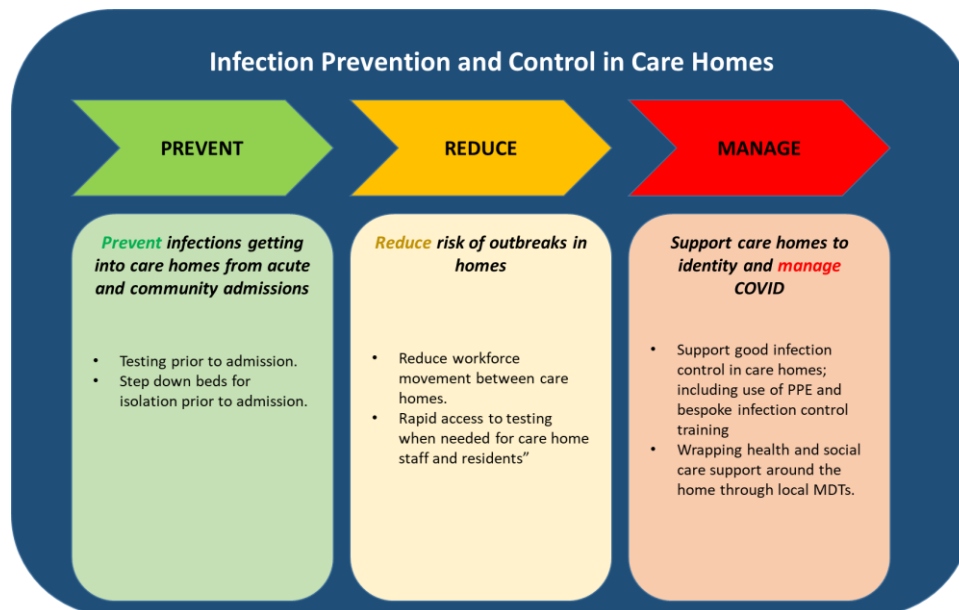 Infection Prevention and Control in Care Homes
PREVENT
REDUCE
MANAGE
Prevent infections getting
into care homes from acute
and community admissions
• Testing prior to admission.
• Step down beds for
isolation prior to admission.
Reduce risk of outbreaks in
homes
• Reduce workforce
movement between care
homes.
• Rapid access to testing
when needed for care home
staff and residents”
Support care homes to
identity and manage
COVID
• Support good infection
control in care homes;
including use of PPE and
bespoke infection control
training
• Wrapping health and social
care support around the
home through local MDTs.